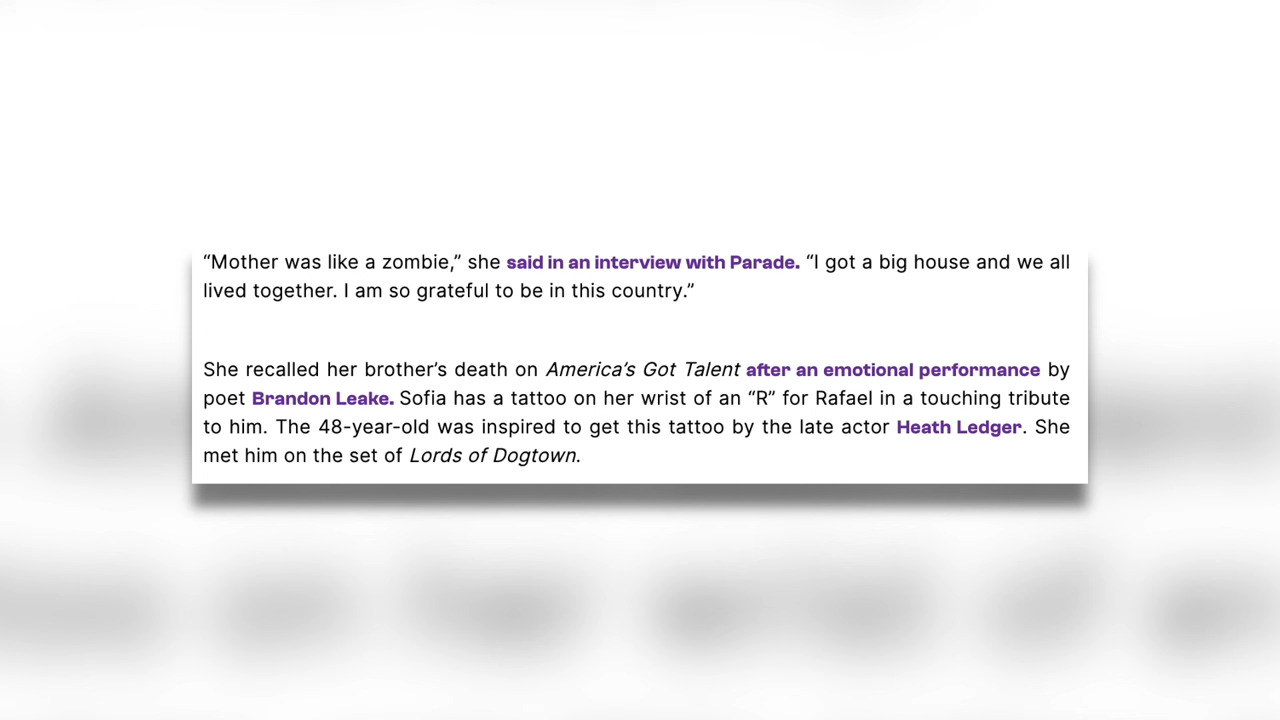 “Mother was like a zombie,” she said in an interview with Parade. “I got a big house and we all
lived together. I am so grateful to be in this country.”
She recalled her brother’s death on America’s Got Talent after an emotional performance by
poet Brandon Leake. Sofia has a tattoo on her wrist of an “R” for Rafael in a touching tribute
to him. The 48-year-old was inspired to get this tattoo by the late actor Heath Ledger. She
met him on the set of Lords of Dogtown.